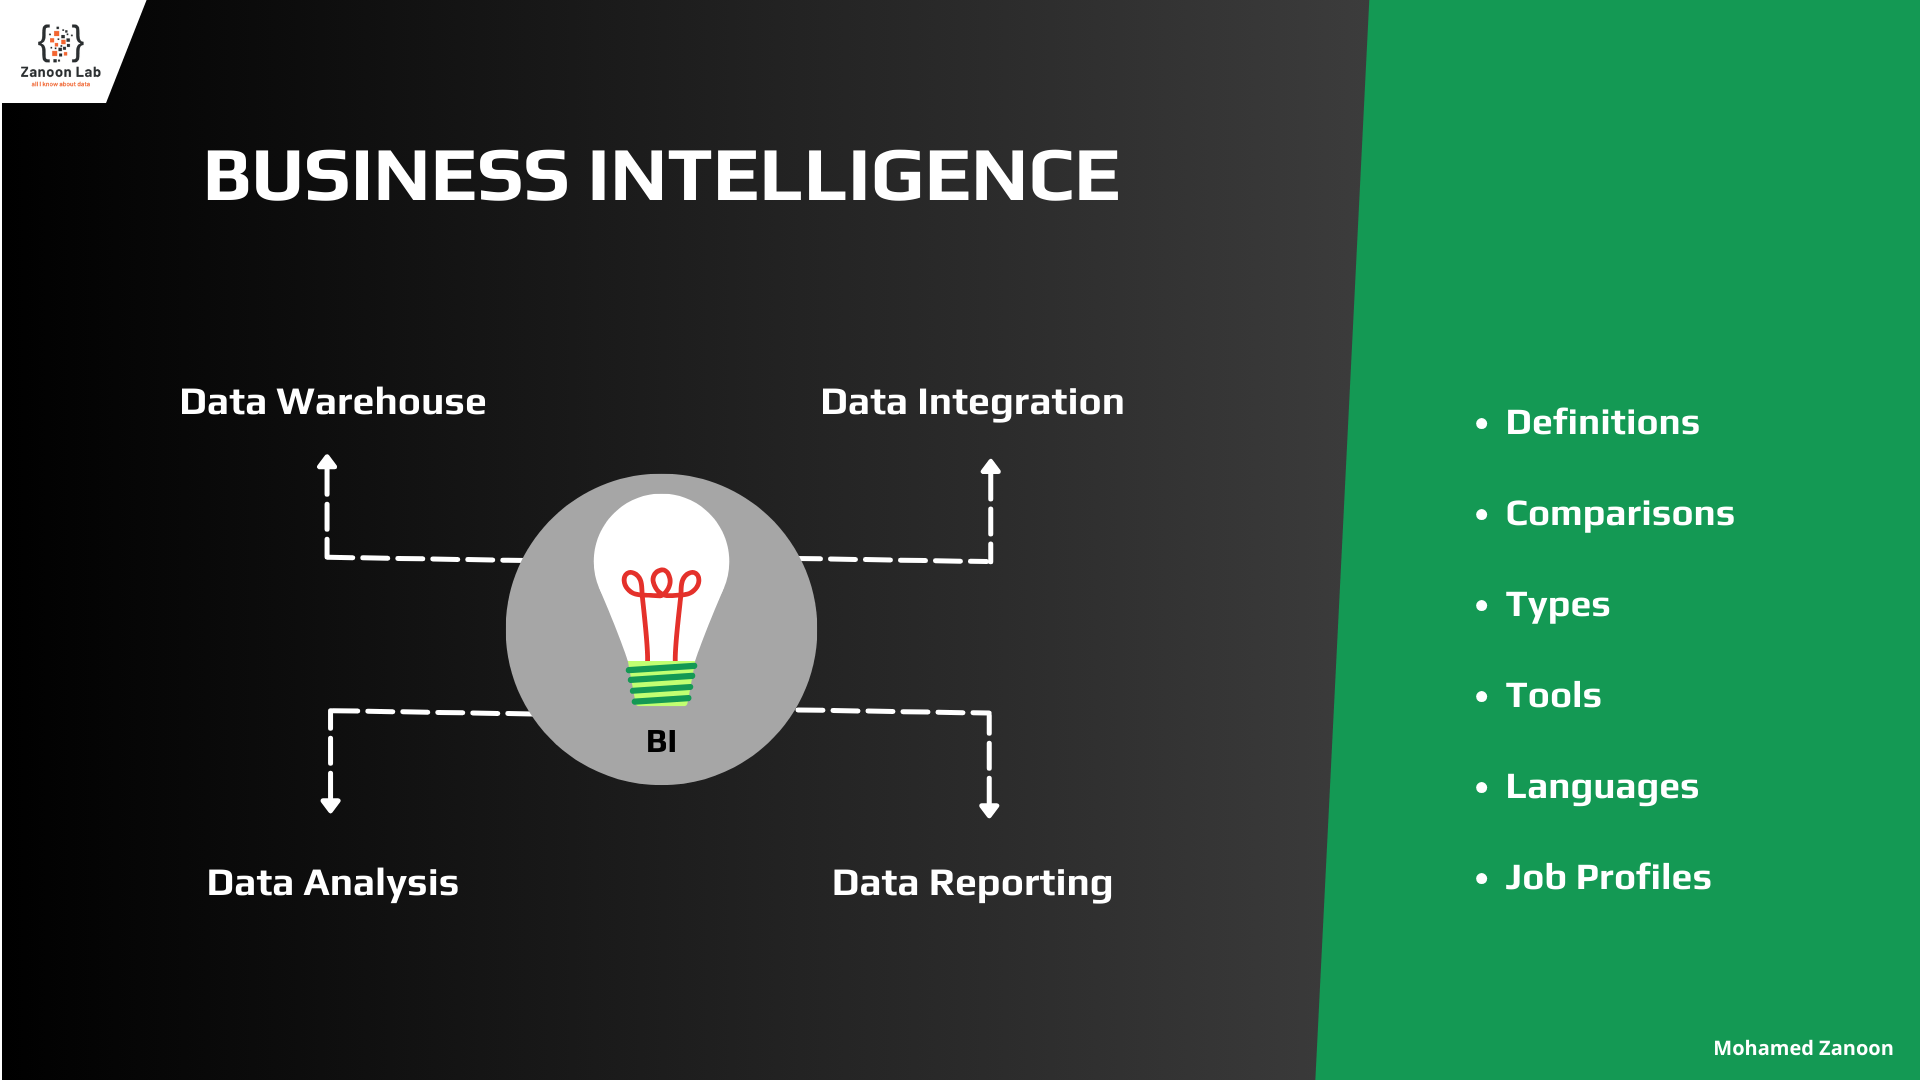 Zanoon Lab
all I know about data
BUSINESS INTELLIGENCE
Data Warehouse
Data Integration
BI
Data Analysis
Data Reporting
• Definitions
• Comparisons
• Types
• Tools
• Languages
• Job Profiles
Mohamed Zanoon